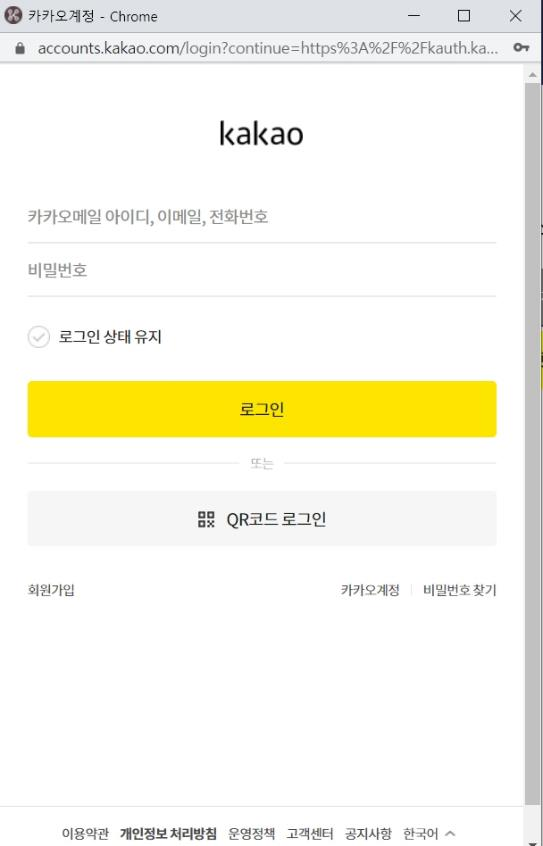 카카오계정 - Chrome
accounts.kakao.com/login?continue=https%3A%2F%2Fkauth.ka...
kakao
카카오메일 아이디, 이메일, 전화번호
비밀번호
로그인 상태 유지
로그인
또는
QR코드 로그인
회원가입 카카오계정 비밀번호 찾기
이용약관 개인정보 처리방침 운영정책 고객센터 공지사항 한국어